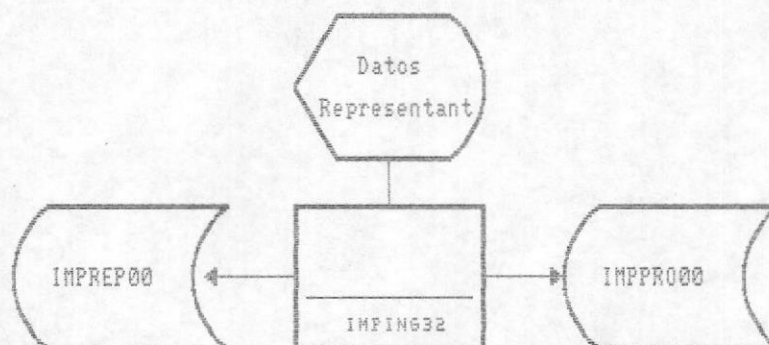 Datos
Representant
IMPREP00
IMPPRO00
IMPING32